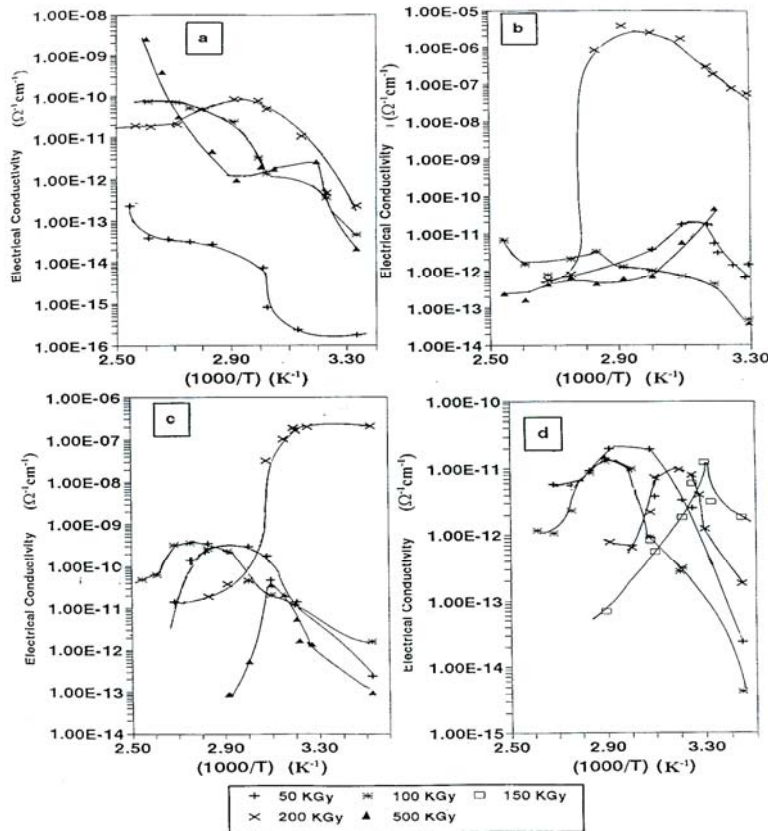 a
Electrical Conductivity (Ω⁻¹cm⁻¹)
1.00E-08
1.00E-09
1.00E-10
1.00E-11
1.00E-12
1.00E-13
1.00E-14
1.00E-15
1.00E-16
2.50 2.90 3.30
(1000/T) (K⁻¹)
b
Electrical Conductivity (Ω⁻¹cm⁻¹)
1.00E-05
1.00E-06
1.00E-07
1.00E-08
1.00E-09
1.00E-10
1.00E-11
1.00E-12
1.00E-13
1.00E-14
2.50 2.90 3.30
(1000/T) (K⁻¹)
c
Electrical Conductivity (Ω⁻¹cm⁻¹)
1.00E-06
1.00E-07
1.00E-08
1.00E-09
1.00E-10
1.00E-11
1.00E-12
1.00E-13
1.00E-14
2.50 2.90 3.30
(1000/T) (K⁻¹)
d
Electrical Conductivity (Ω⁻¹cm⁻¹)
1.00E-10
1.00E-11
1.00E-12
1.00E-13
1.00E-14
1.00E-15
2.50 2.90 3.30
(1000/T) (K⁻¹)
50 KGy 100 KGy 150 KGy
200 KGy 500 KGy